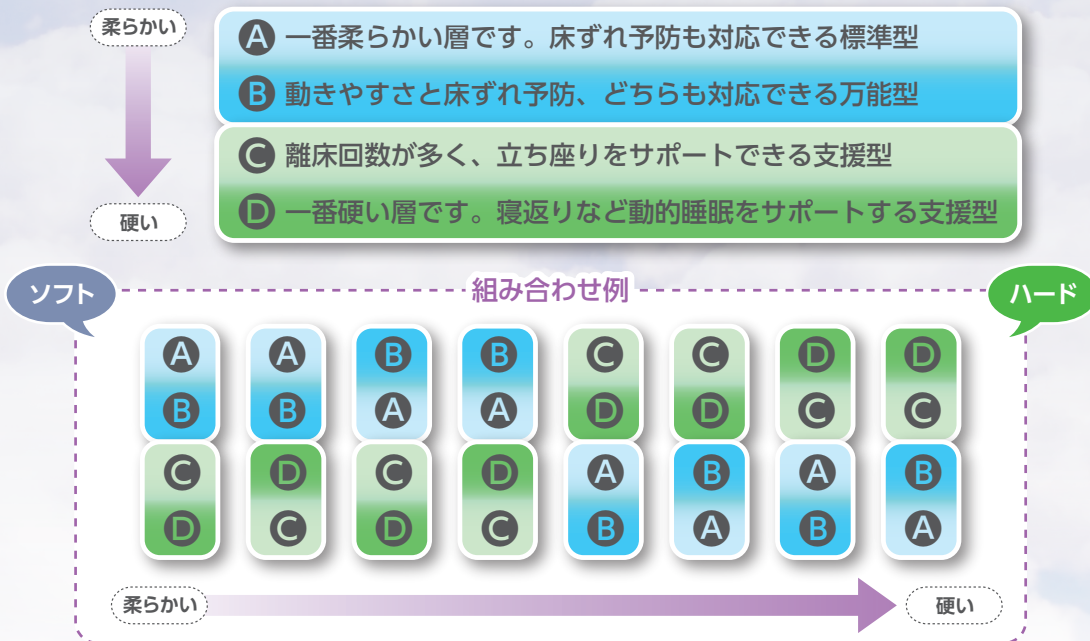 柔らかい
A 一番柔らかい層です。床ずれ予防も対応できる標準型
B 動きやすさと床ずれ予防、どちらも対応できる万能型
C 離床回数が多く、立ち座りをサポートできる支援型
D 一番硬い層です。寝返りなど動的睡眠をサポートする支援型
硬い
ソフト 組み合わせ例 ハード
A A B B C C D D
B B A A D D C C
C D C D A B A B
D C D C B A B A
柔らかい 硬い